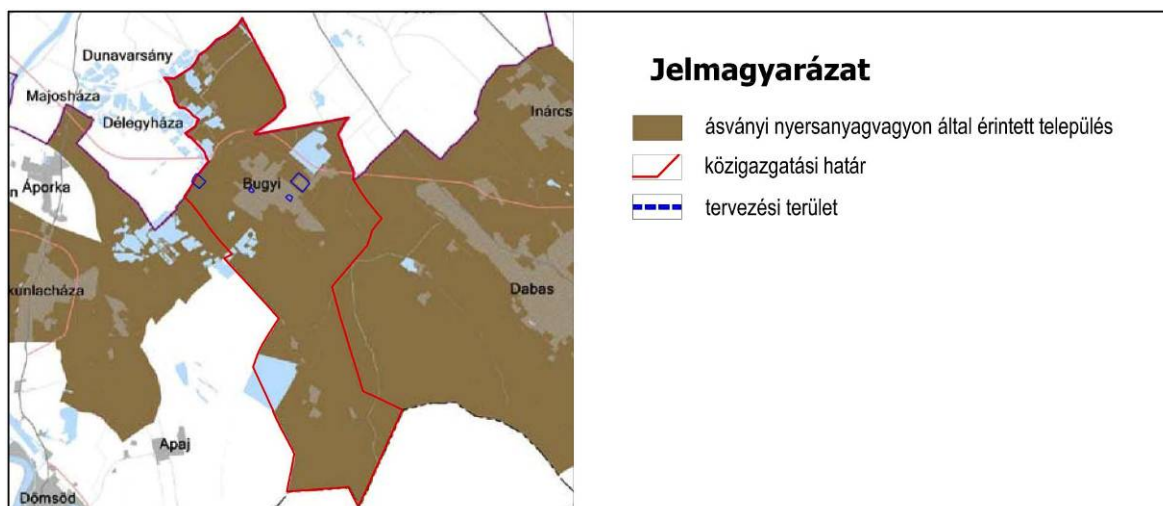 Dunavarsány
Majosháza
Délegyháza
Inárcs
n
Áporka
Bugyi
kunlacháza
Dabas
Apaj
Dömsöd
Jelmagyarázat
ásványi nyersanyagvagyon által érintett település
közigazgatási határ
tervezési terület